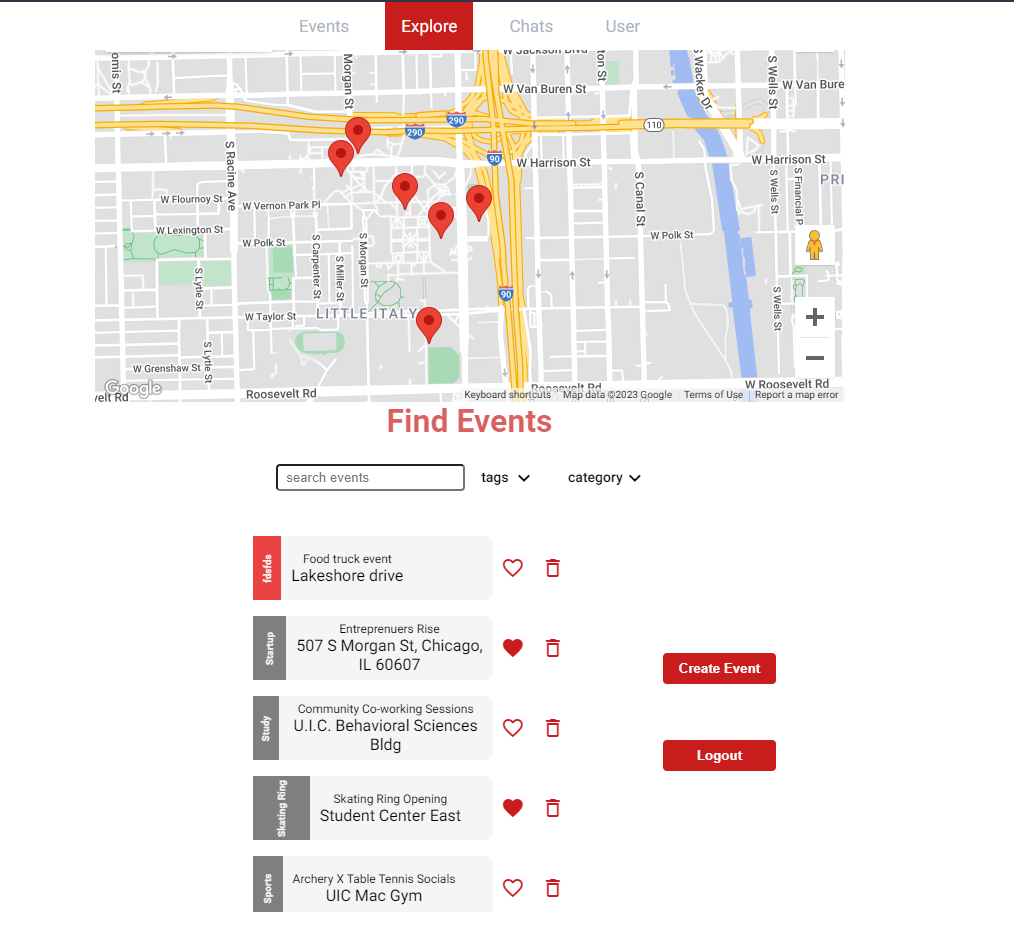 Events
Explore
Chats
User
W Jackson Blvd
omis St
Morgan St
ton St
S Wacker Dr
S Wells St
W Van Buren St
W Van Bure
290
290
110
90
W Harrison St
W Harrison St
S Racine Ave
S Canal St
S Wells St
S Financial P
PRI
W Flournoy St
W Vernon Park Pl
W Lexington St
W Polk St
W Polk St
S Carpenter St
S Miller St
S Morgan St
S Lytle St
90
S Wells St
W Taylor St
LITTLE ITALY
S Lytle St
W Grenshaw St
Google
Roosevelt Rd
Roosevelt Rd
W Roosevelt Rd
velt Rd
Keyboard shortcuts
Map data ©2023 Google
Terms of Use
Report a map error
Find Events
search events
tags
category
fdsfds
Food truck event
Lakeshore drive
Startup
Entreprenuers Rise
507 S Morgan St, Chicago,
IL 60607
Create Event
Study
Community Co-working Sessions
U.I.C. Behavioral Sciences
Bldg
Logout
Skating Ring
Skating Ring Opening
Student Center East
Sports
Archery X Table Tennis Socials
UIC Mac Gym